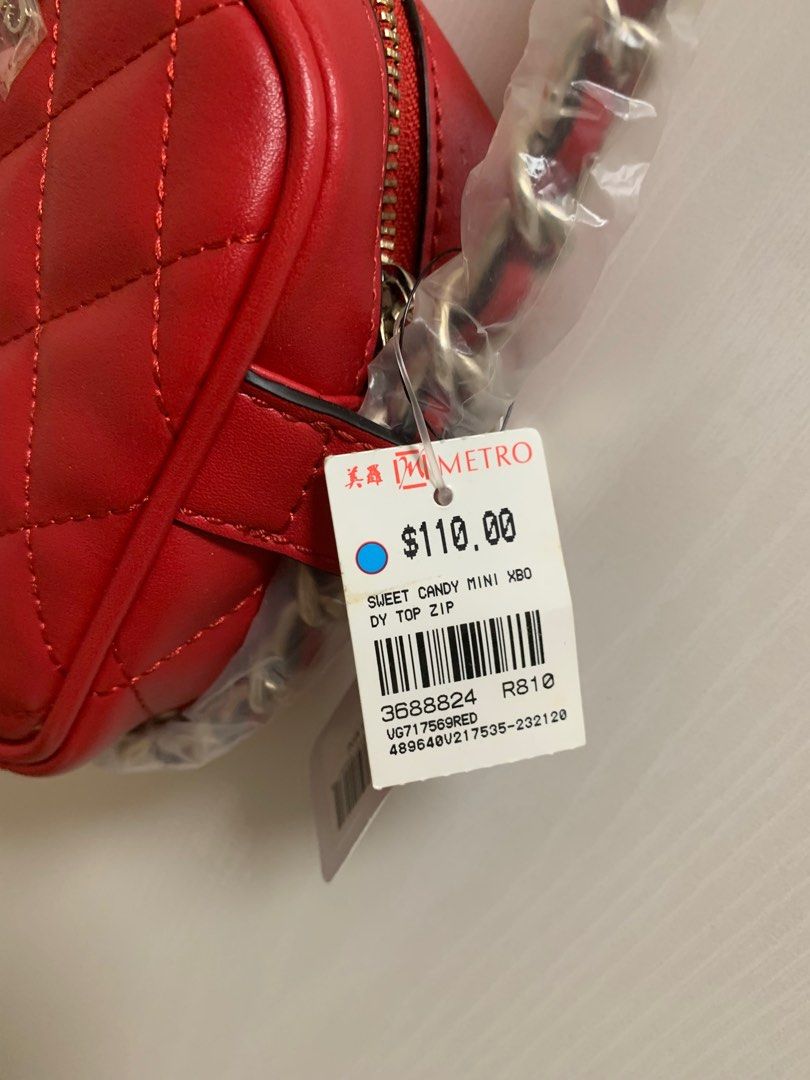 美羅 METRO
$110.00
SWEET CANDY MINI XBO
DY TOP ZIP
3688824 R810
VG717569RED
489640V217535-232120